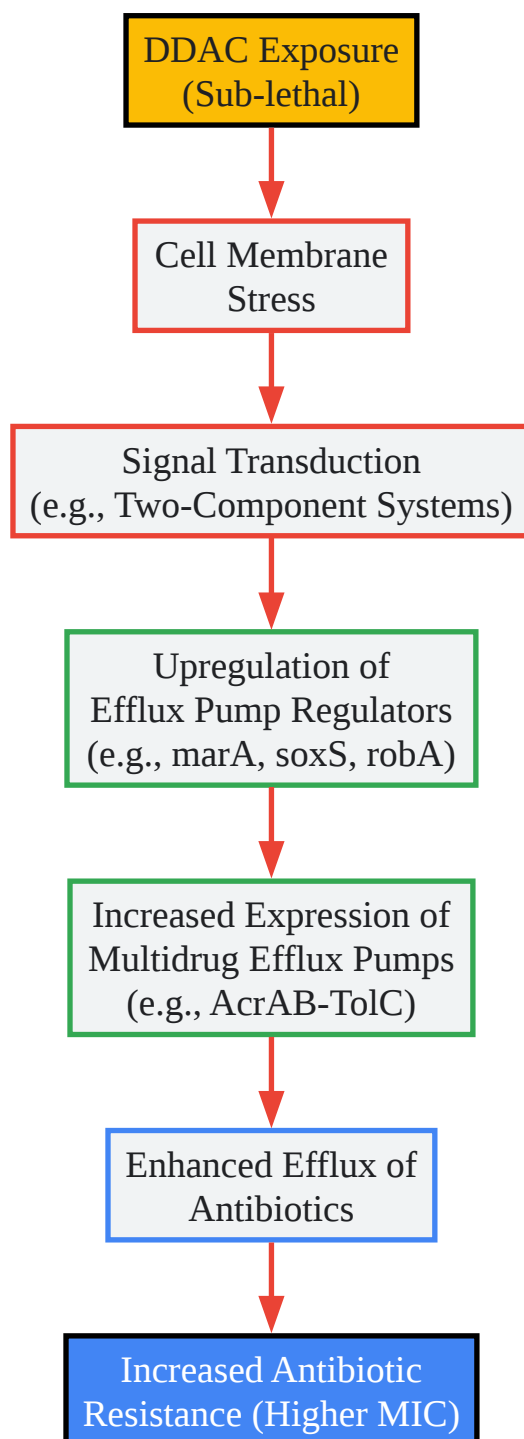 DDAC Exposure
(Sub-lethal)
Cell Membrane
Stress
Signal Transduction
(e.g., Two-Component Systems)
Upregulation of
Efflux Pump Regulators
(e.g., marA, soxS, robA)
Increased Expression of
Multidrug Efflux Pumps
(e.g., AcrAB-TolC)
Enhanced Efflux of
Antibiotics
Increased Antibiotic
Resistance (Higher MIC)